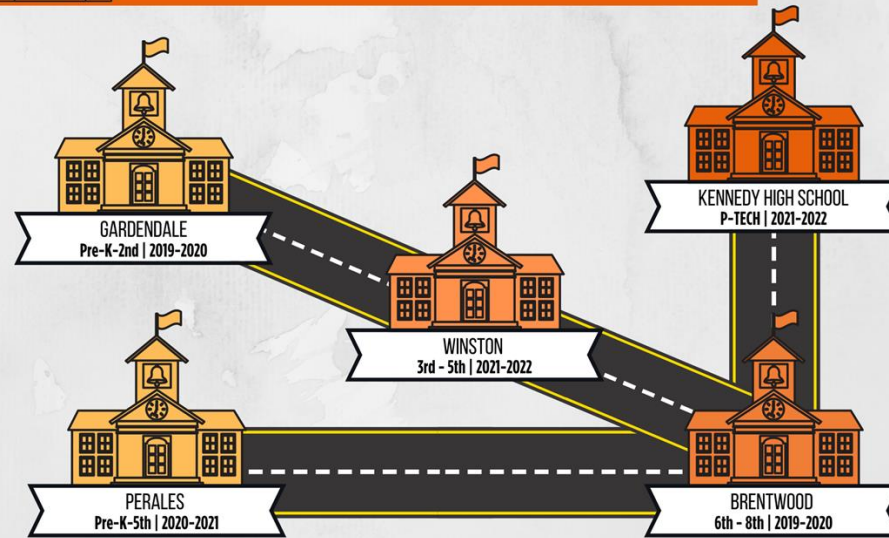 GARDENDALE
Pre-K-2nd | 2019-2020
KENNEDY HIGH SCHOOL
P-TECH | 2021-2022
WINSTON
3rd - 5th | 2021-2022
PERALES
Pre-K-5th | 2020-2021
BRENTWOOD
6th - 8th | 2019-2020